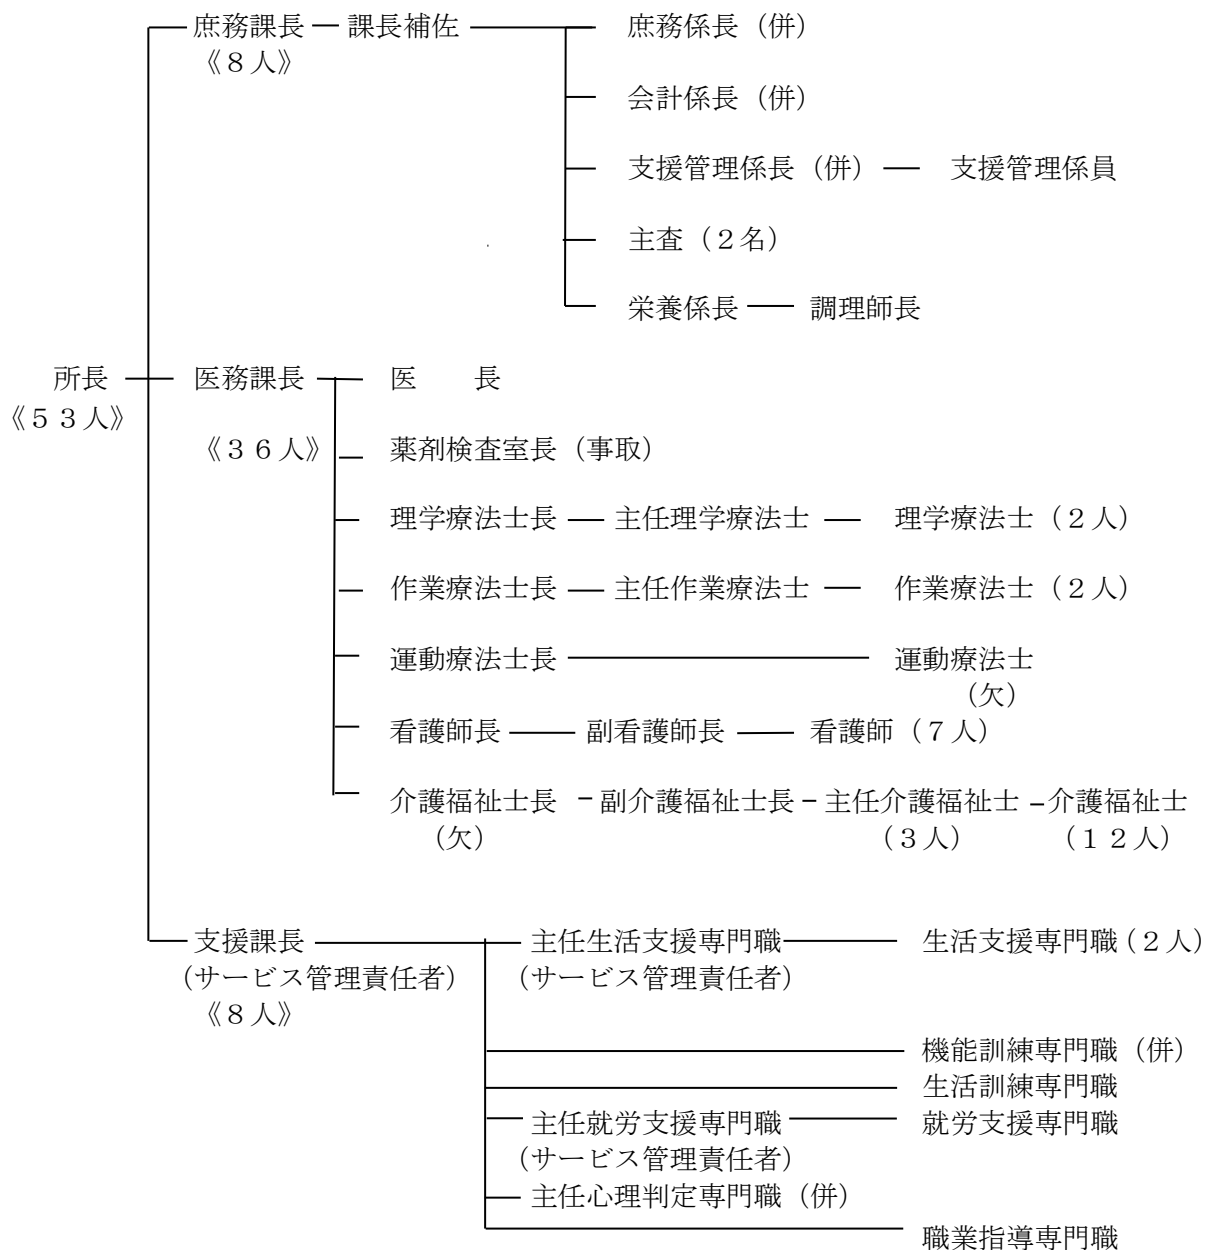 庶務課長 課長補佐 庶務係長（併）
《８人》
会計係長（併）
支援管理係長（併） 支援管理係員
主査（２名）
栄養係長 調理師長
所長 医務課長 医　　長
《５３人》
《３６人》 薬剤検査室長（事取）
理学療法士長 主任理学療法士 理学療法士（２人）
作業療法士長 主任作業療法士 作業療法士（２人）
運動療法士長 運動療法士
（欠）
看護師長 副看護師長 看護師（７人）
介護福祉士長 副介護福祉士長 主任介護福祉士 介護福祉士
（欠） （３人） （１２人）
支援課長 主任生活支援専門職 生活支援専門職（２人）
（サービス管理責任者） （サービス管理責任者）
《８人》
機能訓練専門職（併）
生活訓練専門職
主任就労支援専門職 就労支援専門職
（サービス管理責任者）
主任心理判定専門職（併）
職業指導専門職